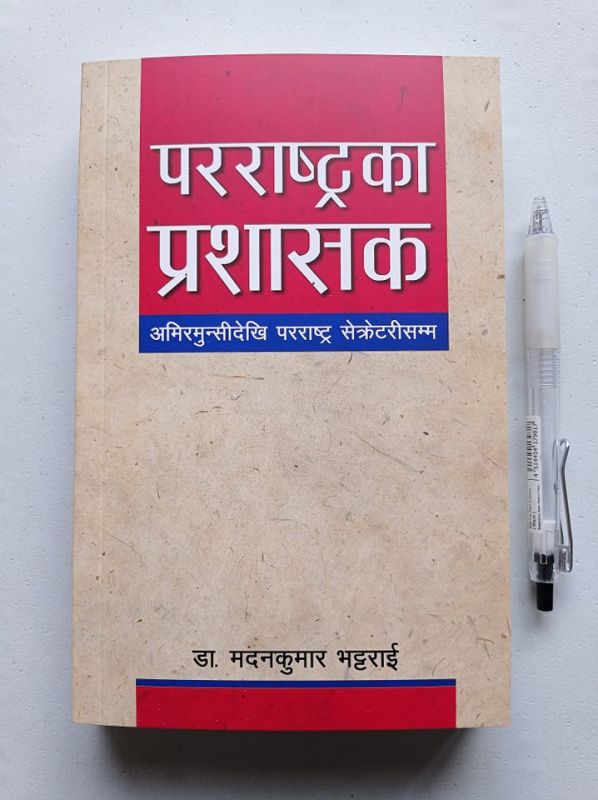 परराष्ट्रका
प्रशासक
अमिरमुन्सीदेखि परराष्ट्र सेक्रेटरीसम्म
डा. मदनकुमार भट्टराई